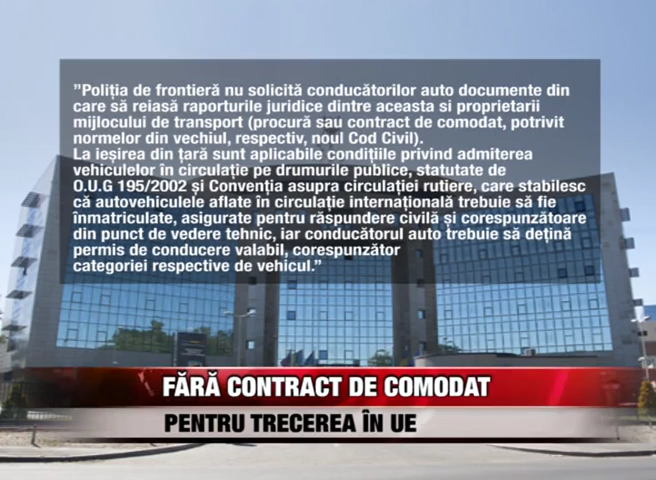 ”Poliția de frontieră nu solicită conducătorilor auto documente din
care să reiasă raporturile juridice dintre aceasta si proprietarii
mijlocului de transport (procură sau contract de comodat, potrivit
normelor din vechiul, respectiv, noul Cod Civil).
La ieșirea din țară sunt aplicabile condițiile privind admiterea
vehiculelor în circulație pe drumurile publice, statutate de
O.U.G 195/2002 și Convenția asupra circulației rutiere, care stabilesc
că autovehiculele aflate în circulație internațională trebuie să fie
înmatriculate, asigurate pentru răspundere civilă și corespunzătoare
din punct de vedere tehnic, iar conducătorul auto trebuie să dețină
permis de conducere valabil, corespunzător
categoriei respective de vehicul.”
FĂRĂ CONTRACT DE COMODAT
PENTRU TRECEREA ÎN UE